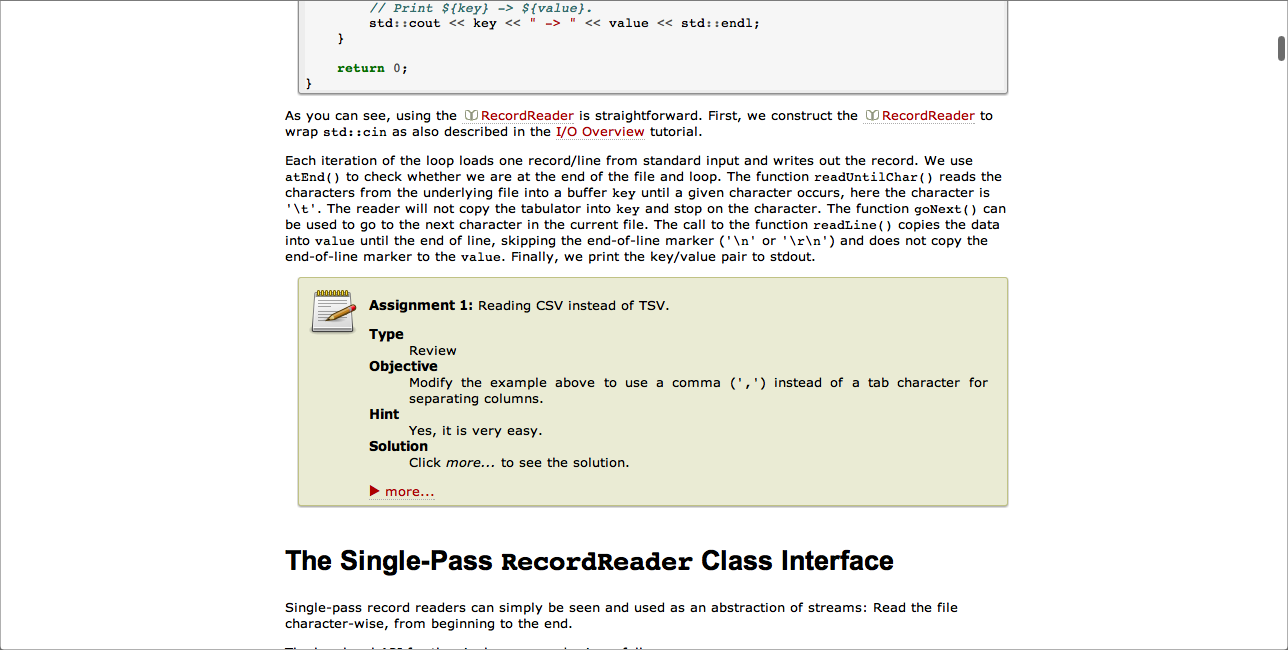 // Print ${key} -> ${value}.
std::cout << key << " -> " << value << std::endl;
}
return 0;
}
As you can see, using the RecordReader is straightforward. First, we construct the RecordReader to
wrap std::cin as also described in the I/O Overview tutorial.
Each iteration of the loop loads one record/line from standard input and writes out the record. We use
atEnd() to check whether we are at the end of the file and loop. The function readUntilChar() reads the
characters from the underlying file into a buffer key until a given character occurs, here the character is
'\t'. The reader will not copy the tabulator into key and stop on the character. The function goNext() can
be used to go to the next character in the current file. The call to the function readLine() copies the data
into value until the end of line, skipping the end-of-line marker ('\n' or '\r\n') and does not copy the
end-of-line marker to the value. Finally, we print the key/value pair to stdout.
Assignment 1: Reading CSV instead of TSV.
Type
Review
Objective
Modify the example above to use a comma (',') instead of a tab character for
separating columns.
Hint
Yes, it is very easy.
Solution
Click more... to see the solution.
more...
The Single-Pass RecordReader Class Interface
Single-pass record readers can simply be seen and used as an abstraction of streams: Read the file
character-wise, from beginning to the end.